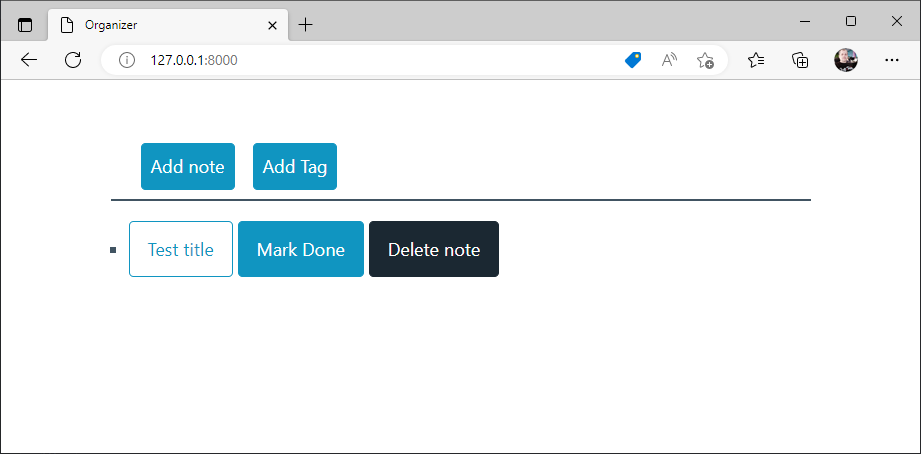 Organizer
127.0.0.1:8000
Add note Add Tag
Test title Mark Done Delete note